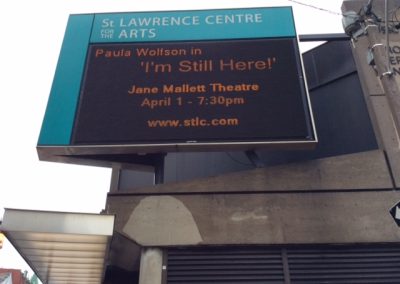 St LAWRENCE CENTRE
FOR THE ARTS
Paula Wolfson in
'I'm Still Here!'
Jane Mallett Theatre
April 1 - 7:30pm
www.stlc.com